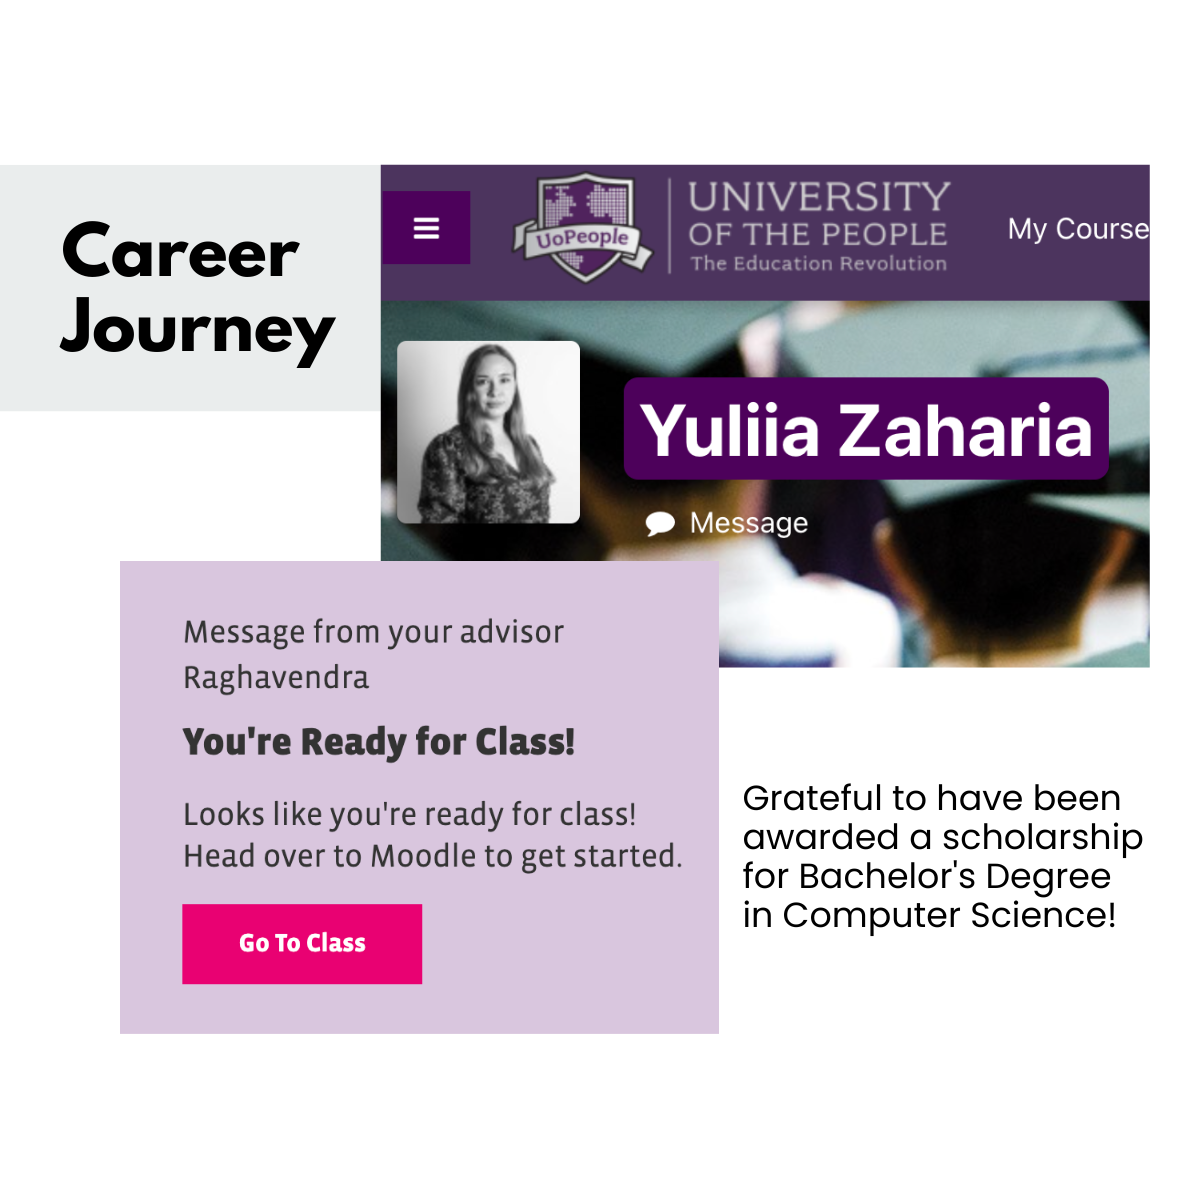 Career
Journey
UoPeople
UNIVERSITY
OF THE PEOPLE
The Education Revolution
My Course
Yuliia Zaharia
Message
Message from your advisor
Raghavendra
You're Ready for Class!
Looks like you're ready for class!
Head over to Moodle to get started.
Go To Class
Grateful to have been
awarded a scholarship
for Bachelor's Degree
in Computer Science!